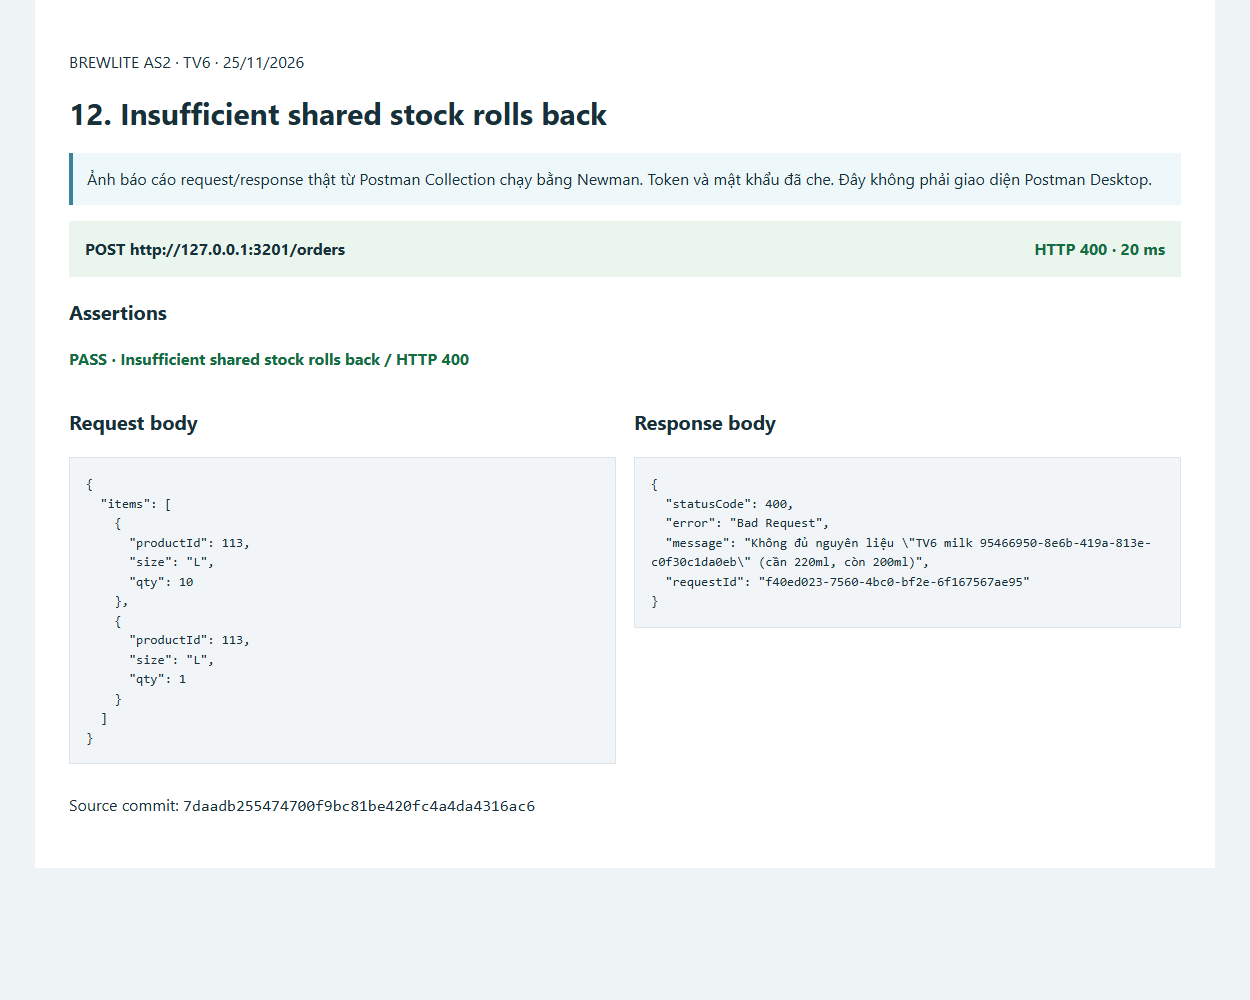 BREWLITE AS2 · TV6 · 25/11/2026
12. Insufficient shared stock rolls back
Ảnh báo cáo request/response thật từ Postman Collection chạy bằng Newman. Token và mật khẩu đã che. Đây không phải giao diện Postman Desktop.
POST http://127.0.0.1:3201/orders
HTTP 400 · 20 ms
Assertions
PASS · Insufficient shared stock rolls back / HTTP 400
Request body
{
  "items": [
    {
      "productId": 113,
      "size": "L",
      "qty": 10
    },
    {
      "productId": 113,
      "size": "L",
      "qty": 1
    }
  ]
}
Response body
{
  "statusCode": 400,
  "error": "Bad Request",
  "message": "Không đủ nguyên liệu \"TV6 milk 95466950-8e6b-419a-813e-
c0f30c1da0eb\" (cần 220ml, còn 200ml)",
  "requestId": "f40ed023-7560-4bc0-bf2e-6f167567ae95"
}
Source commit: 7daadb255474700f9bc81be420fc4a4da4316ac6